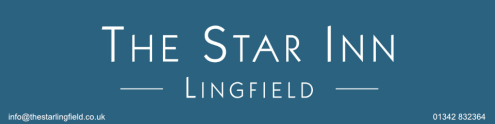 THE STAR INN
LINGFIELD
info@thestarlingfield.co.uk 01342 832364